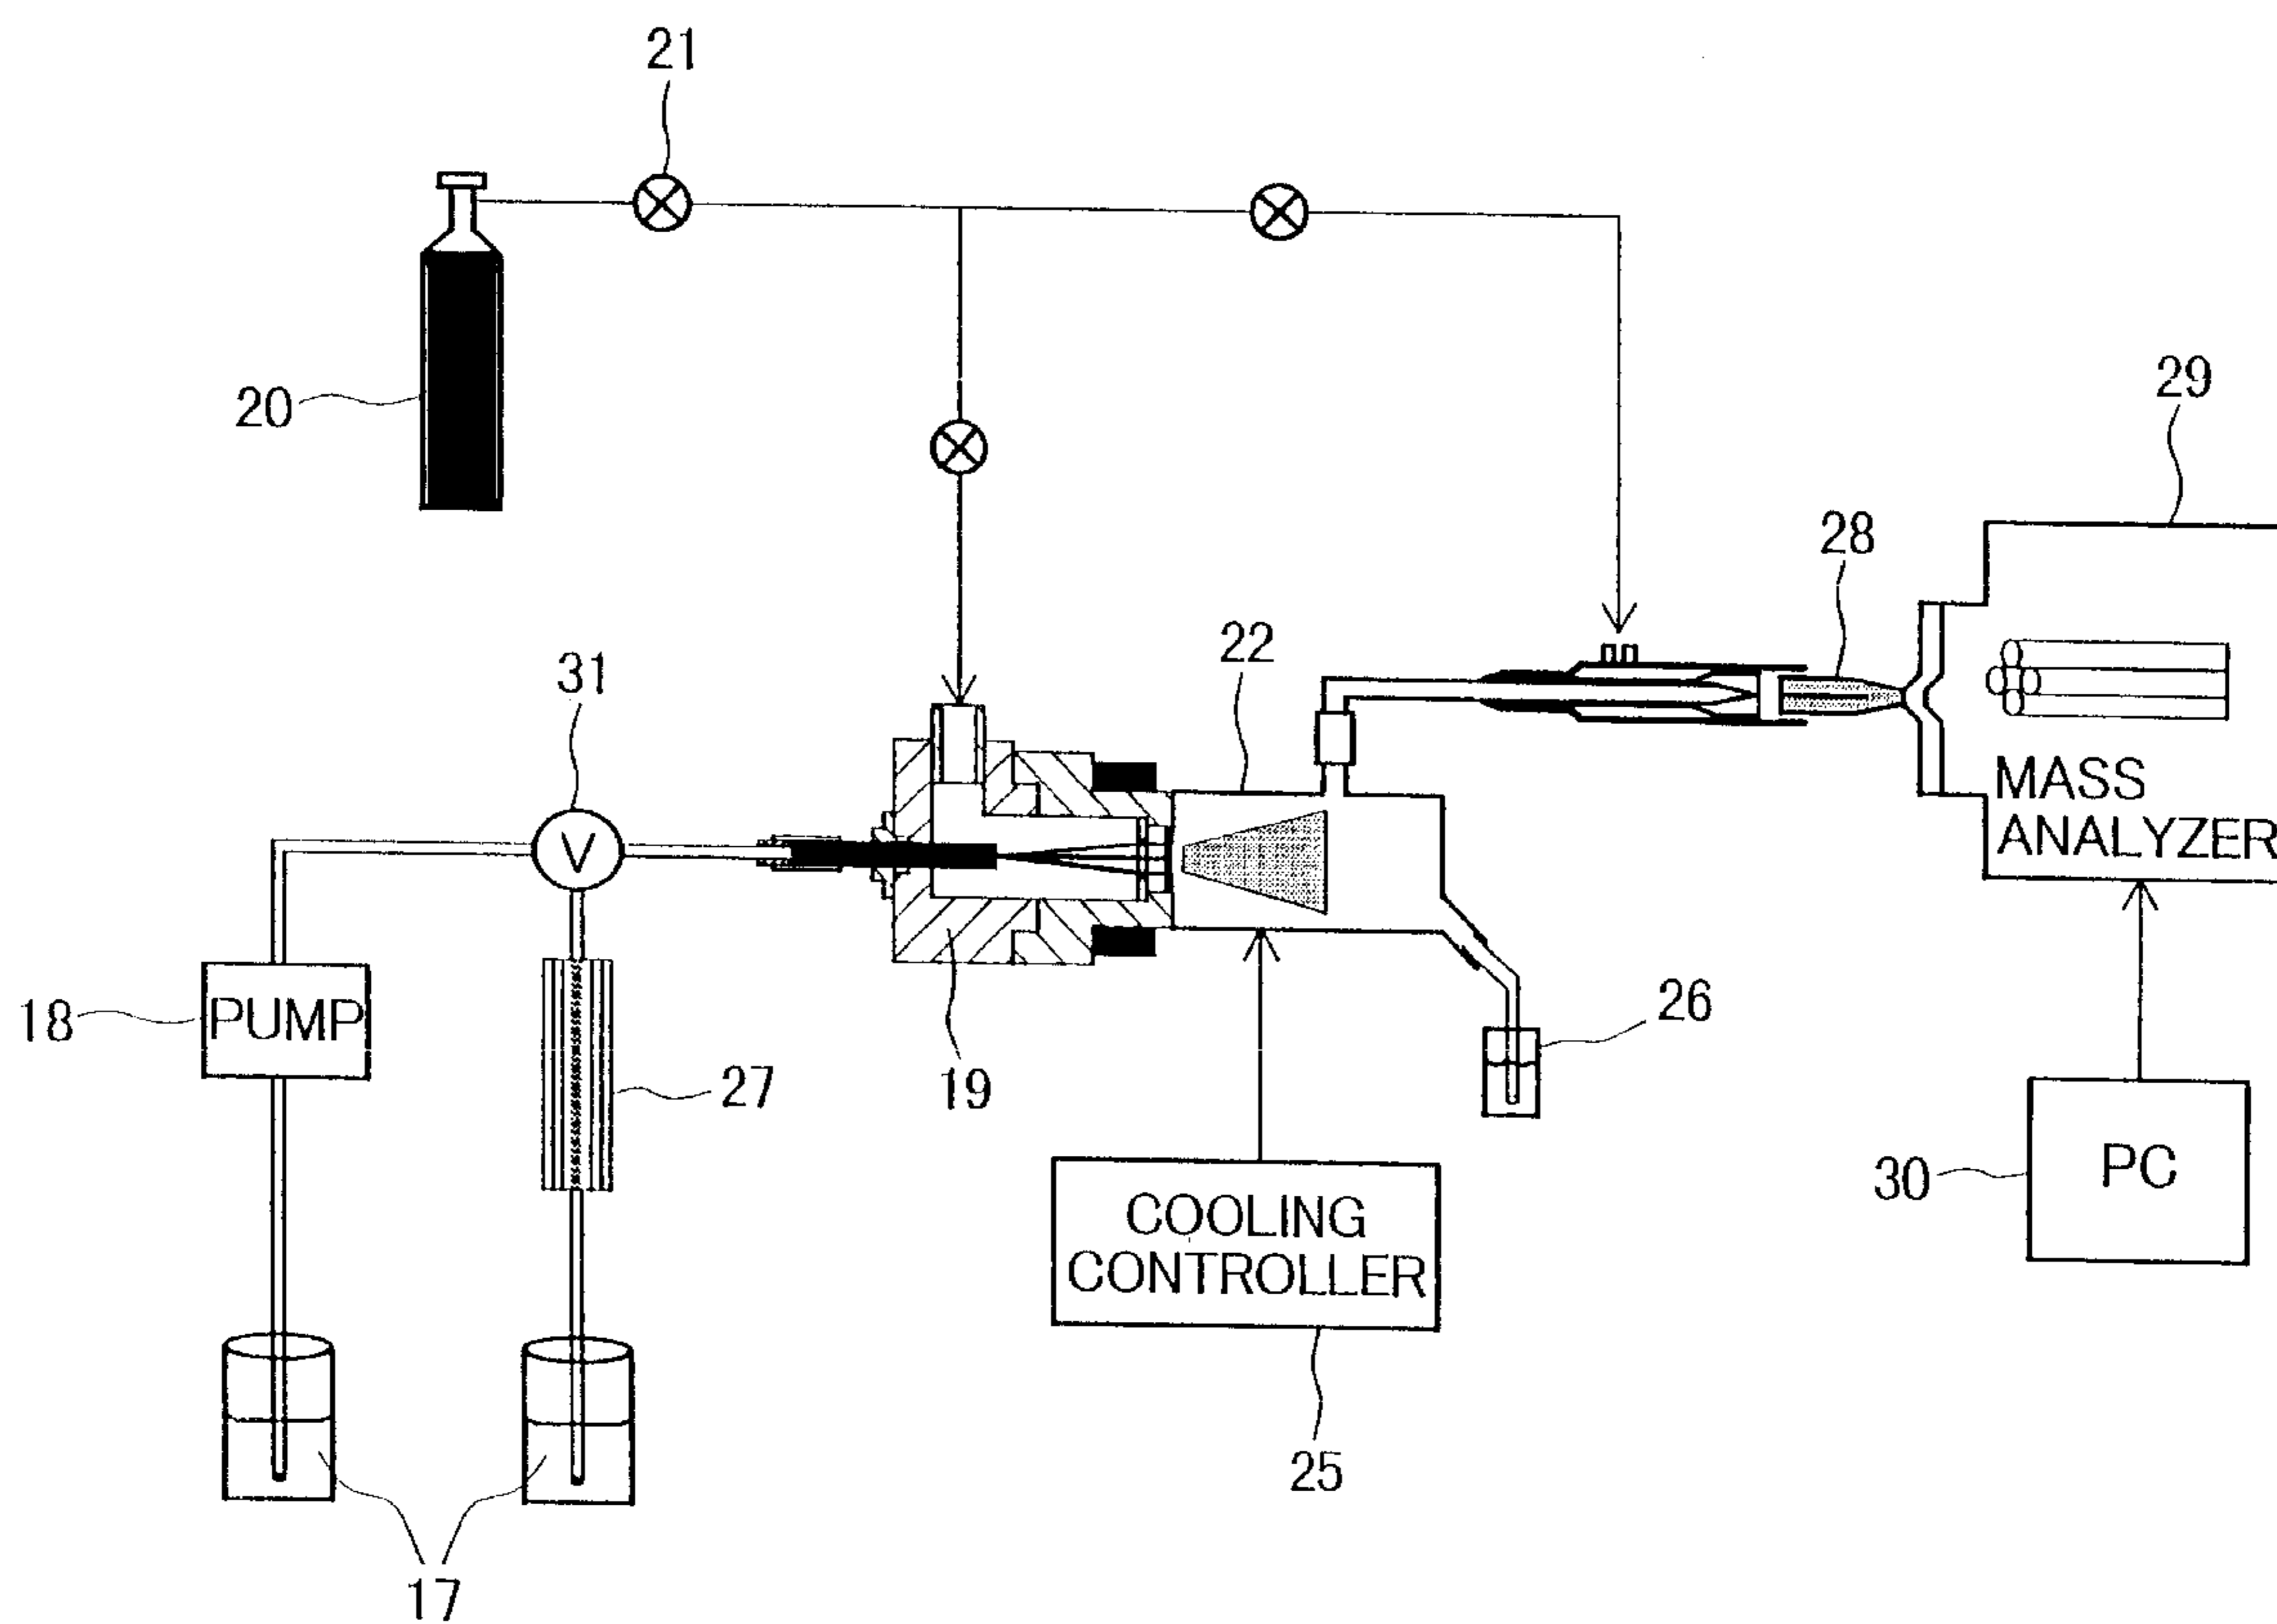 21
20
29
28
22
31
V
MASS
ANALYZER
18
PUMP
26
27
19
30
PC
COOLING
CONTROLLER
25
17